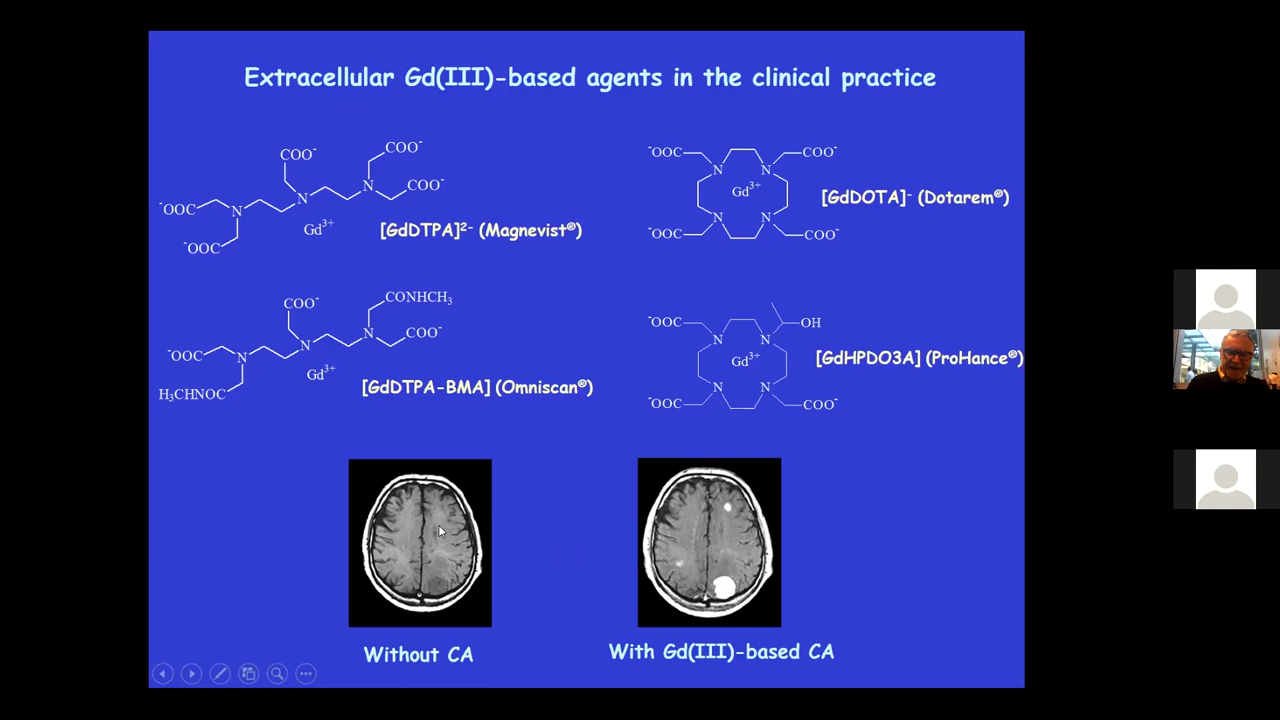 Extracellular Gd(III)-based agents in the clinical practice
COO⁻
COO⁻
COO⁻
⁻OOC
⁻OOC
N
N
N
Gd³⁺
[GdDTPA]²⁻ (Magnevist®)
⁻OOC
COO⁻
N
N
Gd³⁺
N
N
⁻OOC
COO⁻
[GdDOTA]⁻ (Dotarem®)
COO⁻
CONHCH₃
COO⁻
⁻OOC
H₃CHNOC
N
N
N
Gd³⁺
[GdDTPA-BMA] (Omniscan®)
⁻OOC
OH
N
N
Gd³⁺
N
N
⁻OOC
COO⁻
[GdHPDO3A] (ProHance®)
Without CA
With Gd(III)-based CA